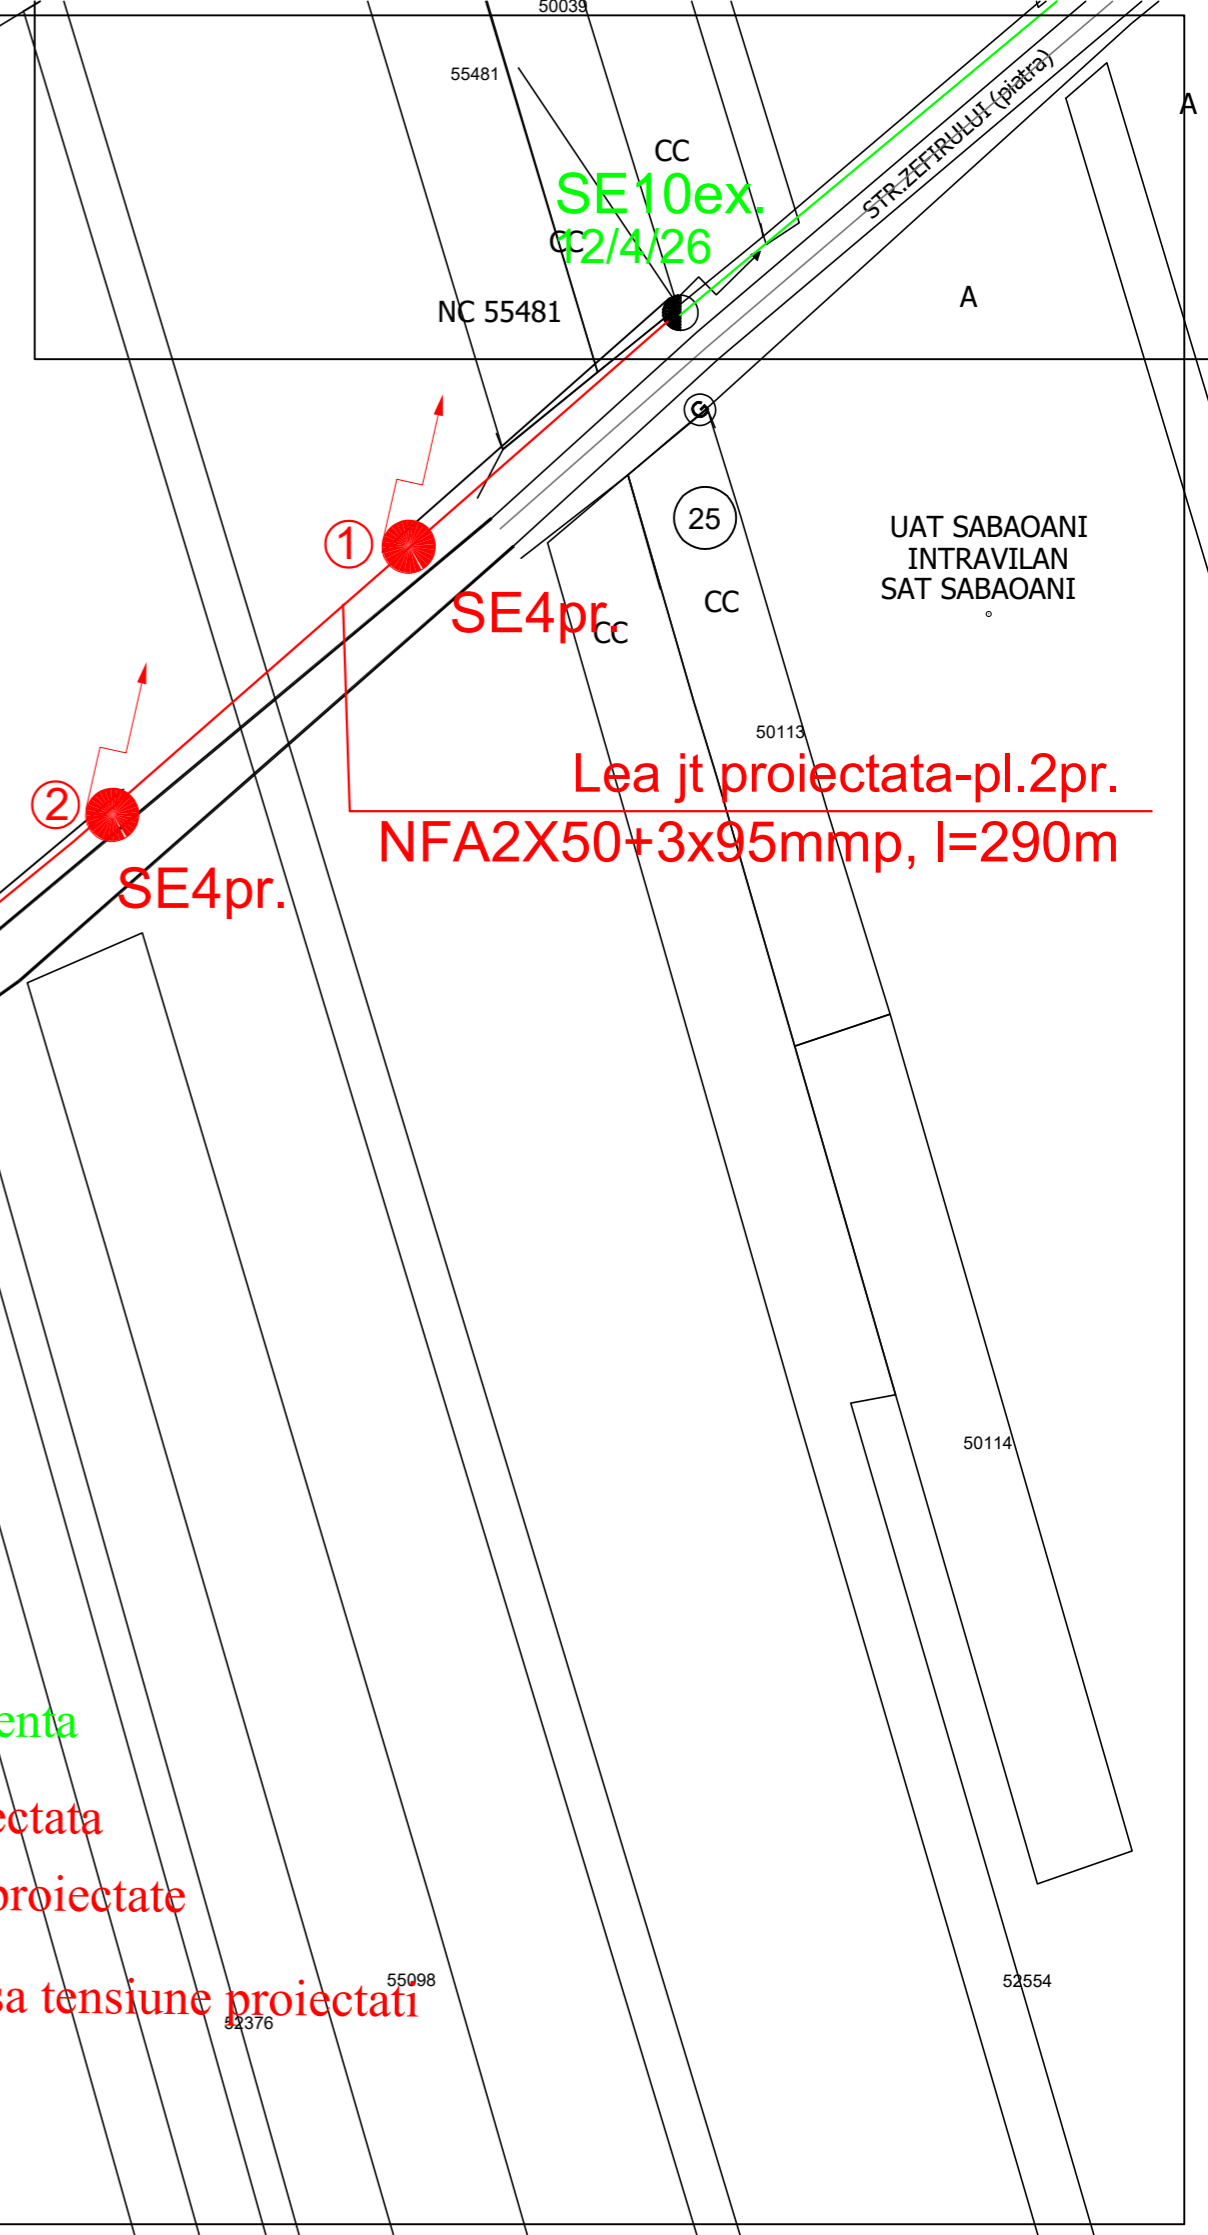 50039
55481
A
STR.ZEFIRULUI (piatra)
CC
SE10ex.
CC
12/4/26
A
NC 55481
G
25
UAT SABAOANI
INTRAVILAN
SAT SABAOANI
1
SE4pr.
CC
CC
50113
Lea jt proiectata-pl.2pr.
2
NFA2X50+3x95mmp, l=290m
SE4pr.
50114
enta
ectata
proiectate
sa tensiune proiectati
55098
52554
52376